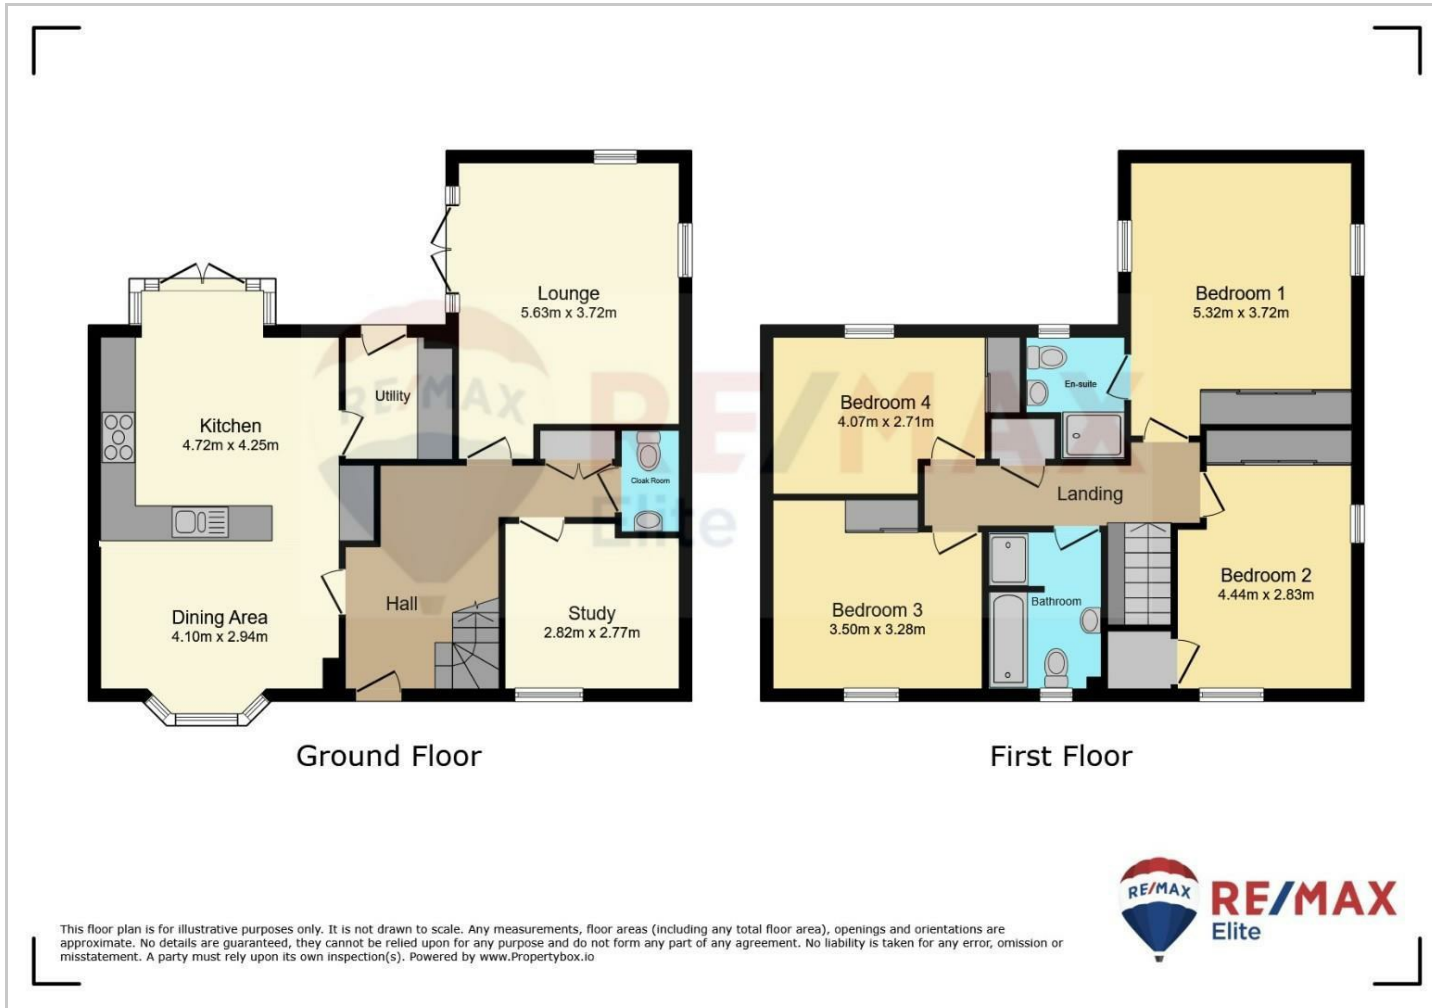 Lounge
5.63m x 3.72m
Kitchen
4.72m x 4.25m
Utility
Cloak Room
Hall
Dining Area
4.10m x 2.94m
Study
2.82m x 2.77m
Ground Floor
Bedroom 1
5.32m x 3.72m
En-suite
Bedroom 4
4.07m x 2.71m
Landing
Bedroom 2
4.44m x 2.83m
Bathroom
Bedroom 3
3.50m x 3.28m
First Floor
RE/MAX
RE/MAX
Elite
This floor plan is for illustrative purposes only. It is not drawn to scale. Any measurements, floor areas (including any total floor area), openings and orientations are
approximate. No details are guaranteed, they cannot be relied upon for any purpose and do not form any part of any agreement. No liability is taken for any error, omission or
misstatement. A party must rely upon its own inspection(s). Powered by www.Propertybox.io
RE/MAX
RE/MAX
Elite